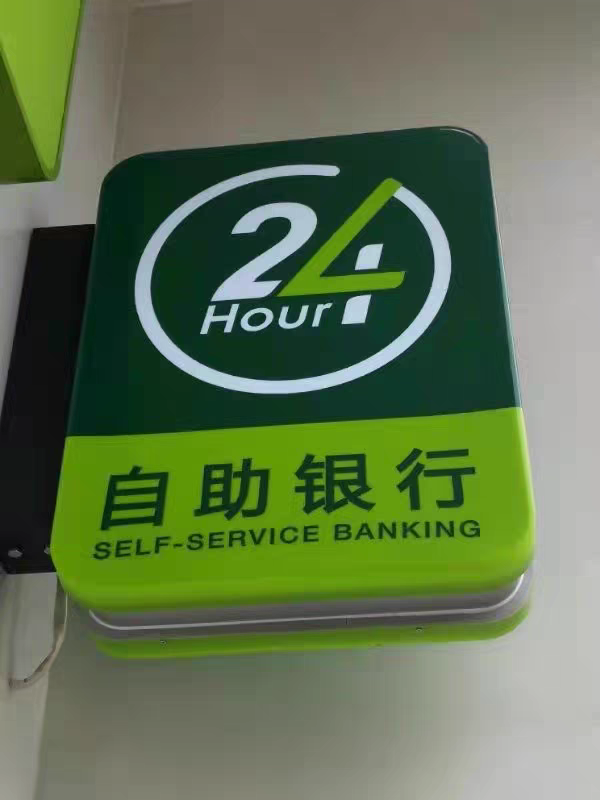 24
Hour
自助银行
SELF-SERVICE BANKING